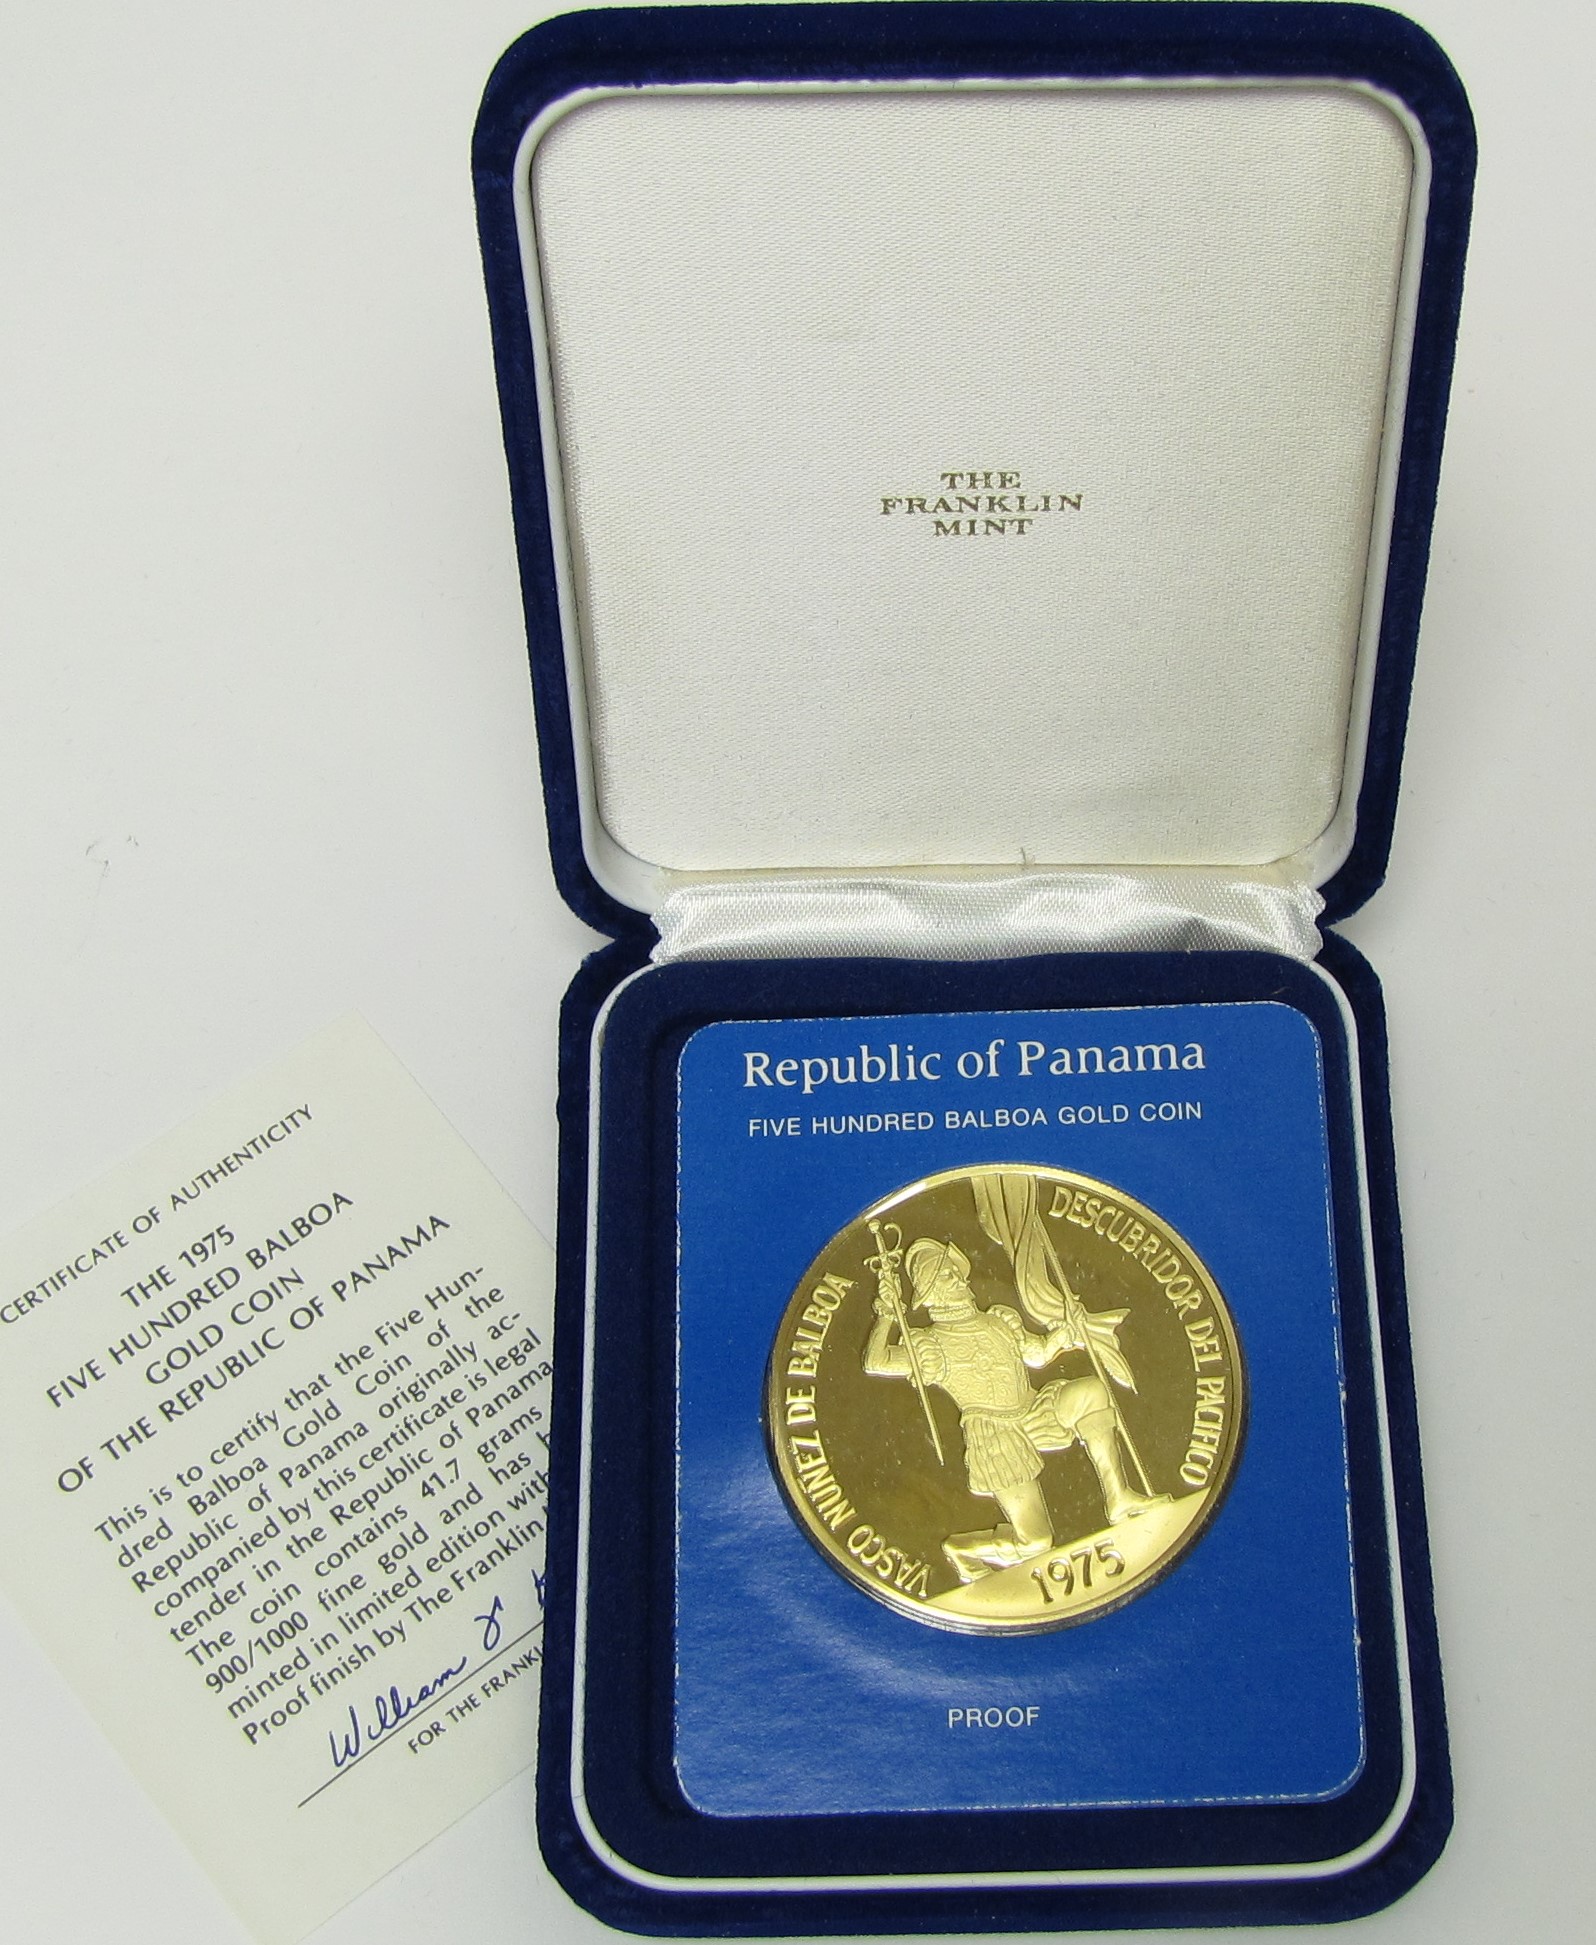 THE
FRANKLIN
MINT
Republic of Panama
FIVE HUNDRED BALBOA GOLD COIN
VASCO NUÑEZ DE BALBOA
DESCUBRIDOR DEL PACIFICO
1975
PROOF
CERTIFICATE OF AUTHENTICITY
THE 1975
FIVE HUNDRED BALBOA
GOLD COIN
OF THE REPUBLIC OF PANAMA
This is to certify that the Five Hun-
dred Balboa Gold Coin of the
Republic of Panama originally ac-
companied by this certificate is legal
tender in the Republic of Panama
The coin contains 41.7 grams
900/1000 fine gold and has
minted in limited edition with
Proof finish by The Franklin
William
FOR THE